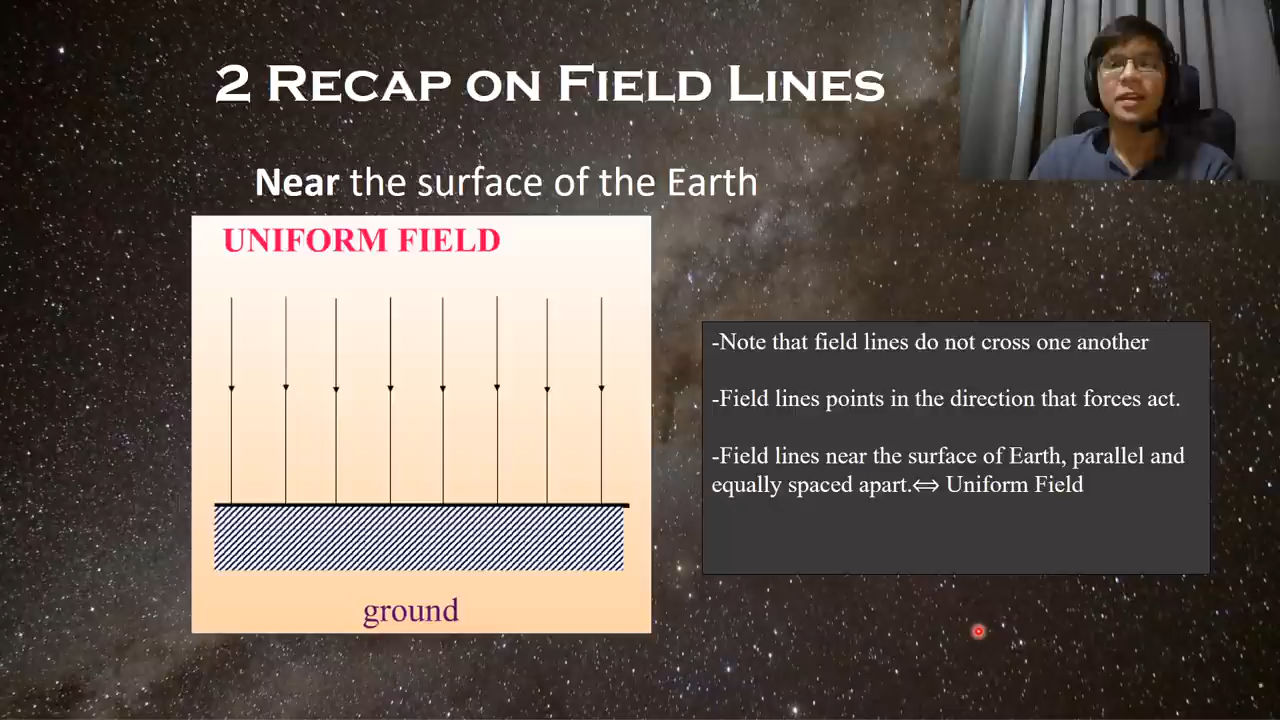 2 Recap on Field Lines
Near the surface of the Earth
UNIFORM FIELD
ground
-Note that field lines do not cross one another
-Field lines points in the direction that forces act.
-Field lines near the surface of Earth, parallel and
equally spaced apart.⇔ Uniform Field